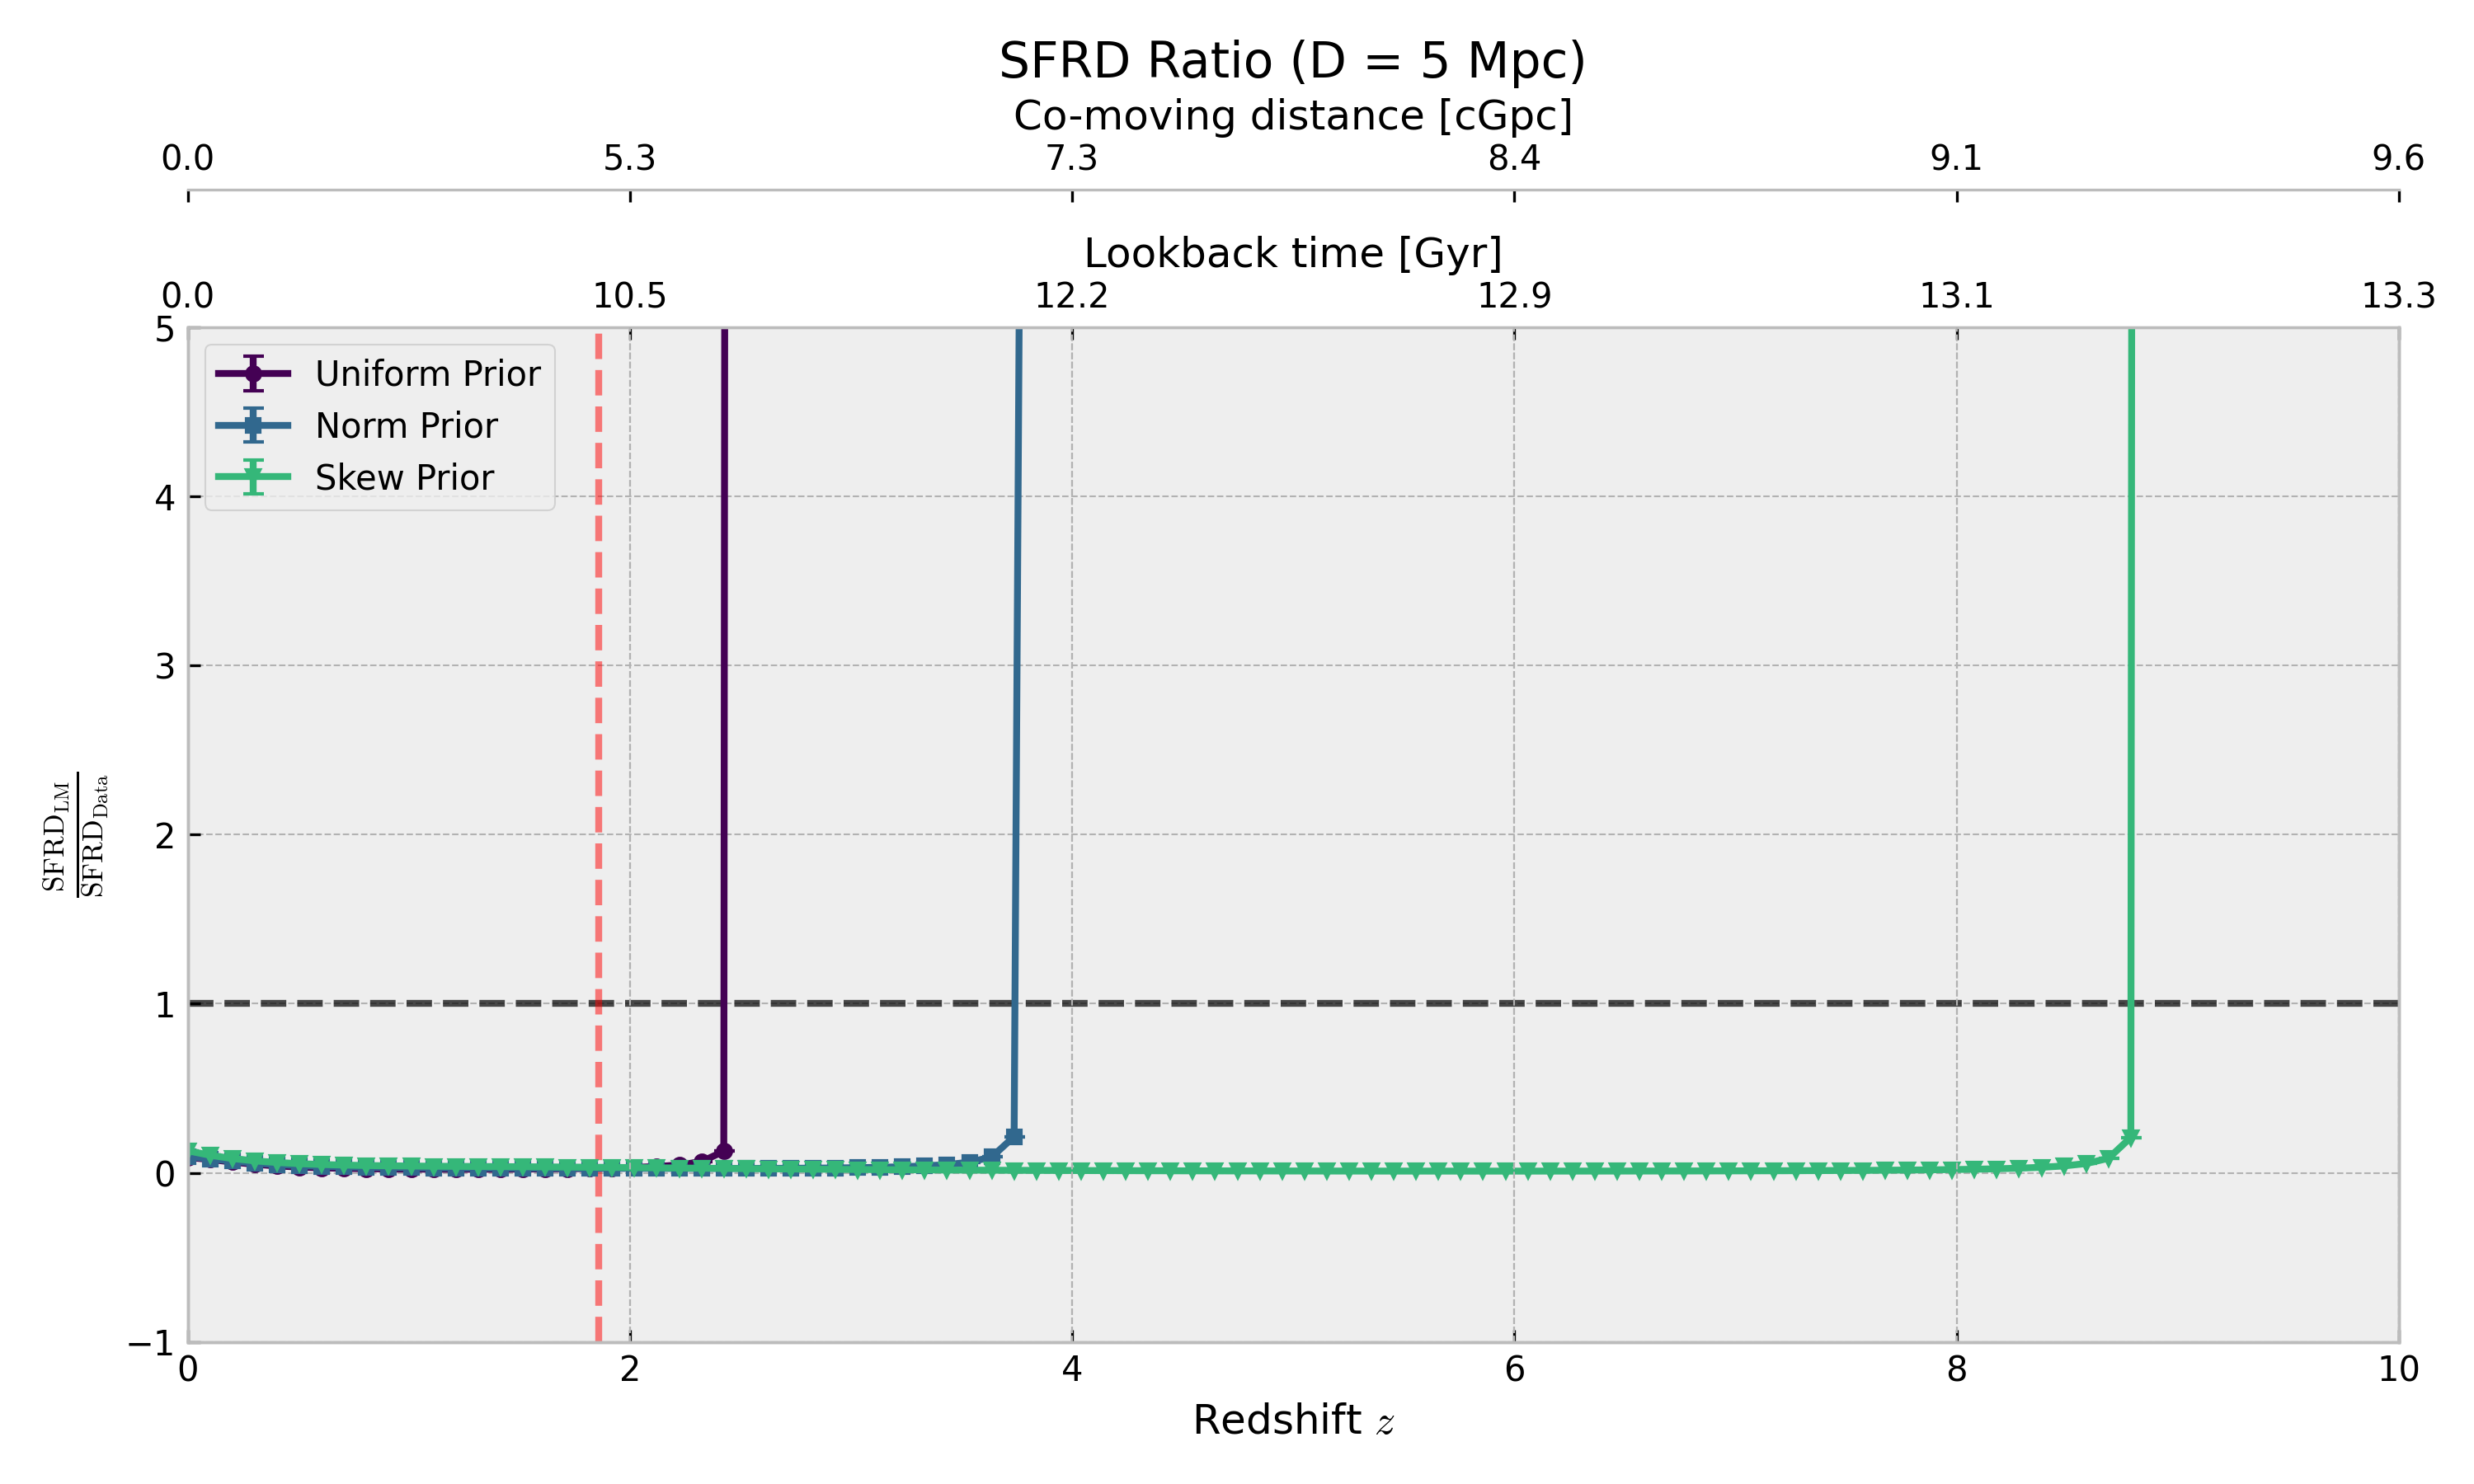 SFRD Ratio (D = 5 Mpc)
Co-moving distance [cGpc]
0.0 5.3 7.3 8.4 9.1 9.6
Lookback time [Gyr]
0.0 10.5 12.2 12.9 13.1 13.3
5
Uniform Prior
Norm Prior
Skew Prior
4
3
2
SFRD_LM
SFRD_Data
1
0
−1
0 2 4 6 8 10
Redshift z